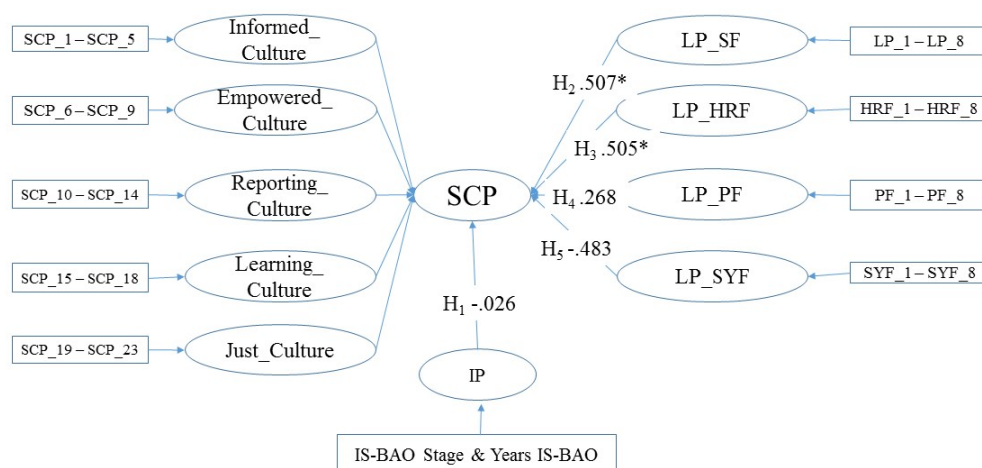 SCP_1 – SCP_5
Informed_
Culture
SCP_6 – SCP_9
Empowered_
Culture
SCP_10 – SCP_14
Reporting_
Culture
SCP_15 – SCP_18
Learning_
Culture
SCP_19 – SCP_23
Just_Culture
SCP
H1 -.026
IP
IS-BAO Stage & Years IS-BAO
H2 .507*
H3 .505*
H4 .268
H5 -.483
LP_SF
LP_1 – LP_8
LP_HRF
HRF_1 – HRF_8
LP_PF
PF_1 – PF_8
LP_SYF
SYF_1 – SYF_8